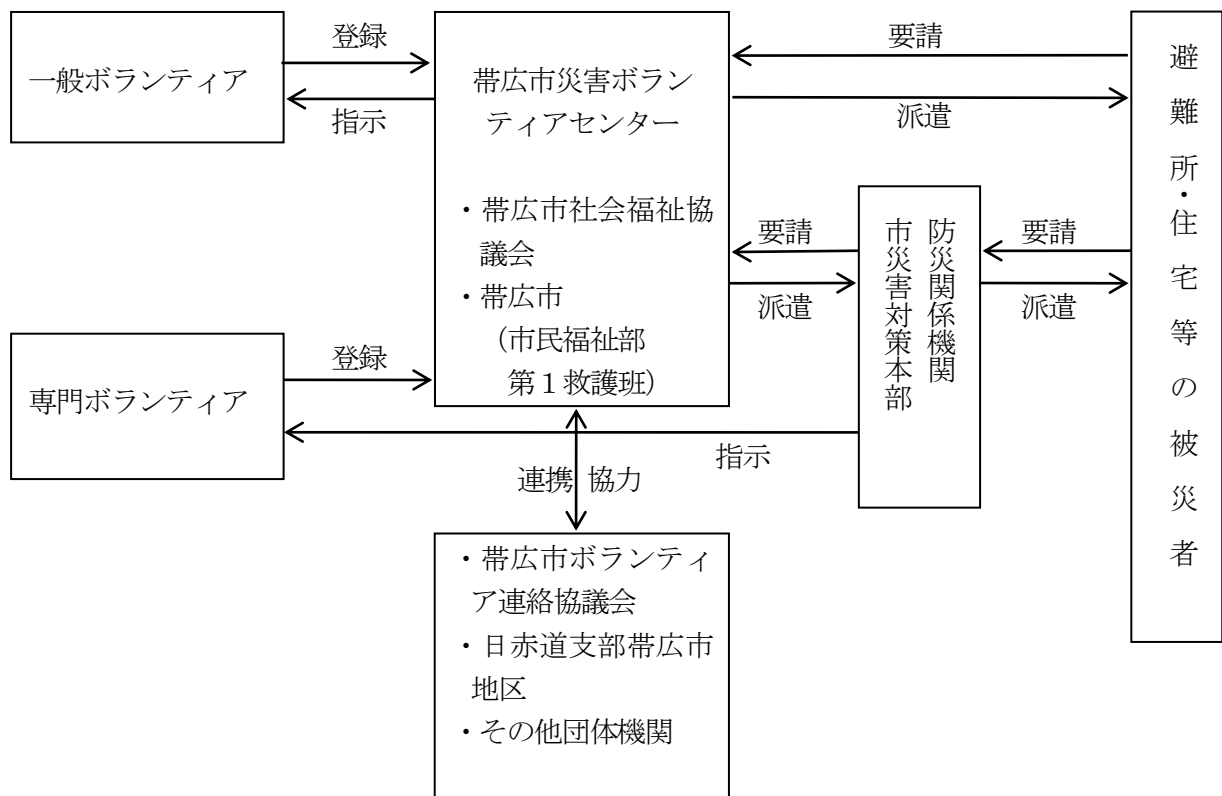 一般ボランティア
登録
指示
帯広市災害ボラン
ティアセンター
・帯広市社会福祉協
議会
・帯広市
（市民福祉部
第１救護班）
要請
派遣
要請
派遣
防災関係機関
市災害対策本部
要請
派遣
避難所・住宅等の被災者
専門ボランティア
登録
指示
連携 協力
・帯広市ボランティ
ア連絡協議会
・日赤道支部帯広市
地区
・その他団体機関